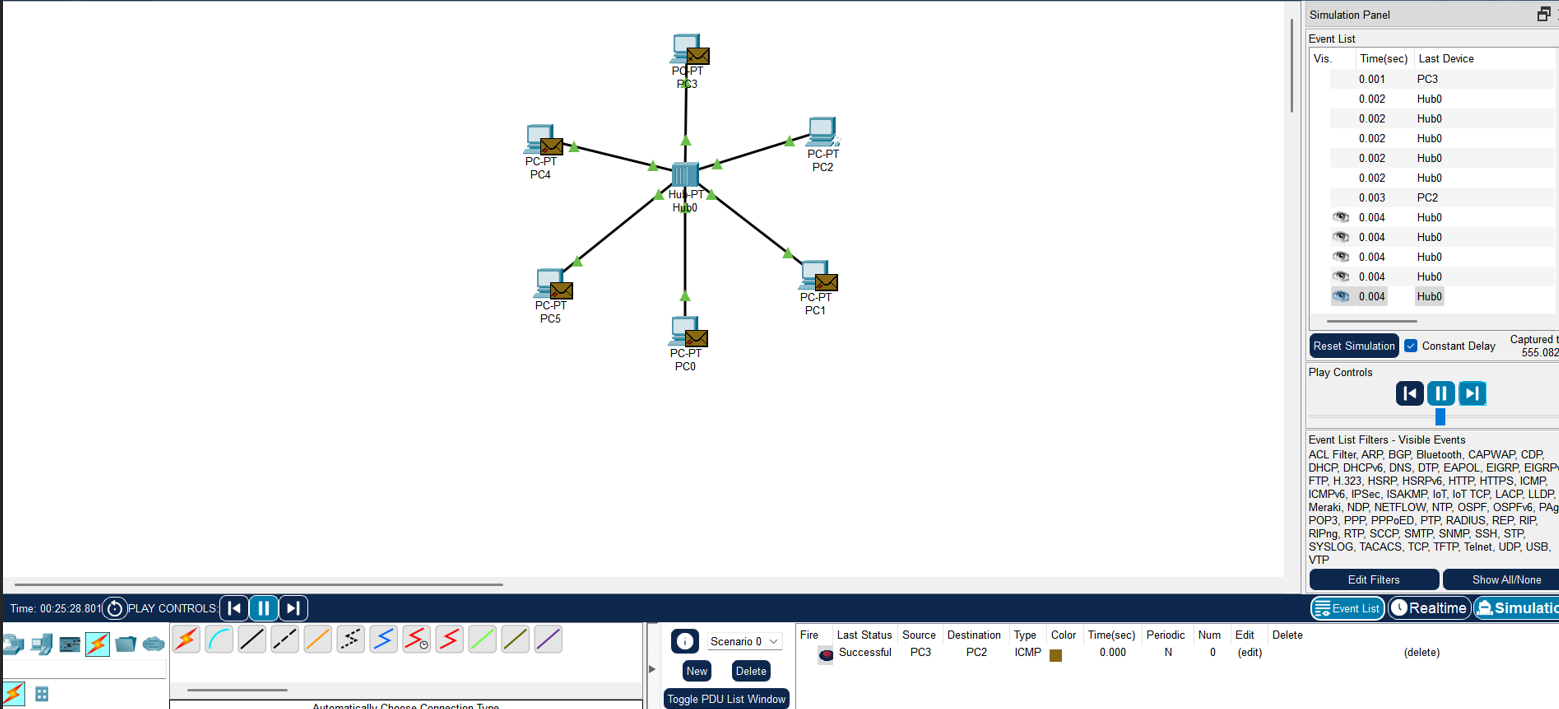 Simulation Panel
Event List
Vis. Time(sec) Last Device
0.001 PC3
0.002 Hub0
0.002 Hub0
0.002 Hub0
0.002 Hub0
0.002 Hub0
0.003 PC2
0.004 Hub0
0.004 Hub0
0.004 Hub0
0.004 Hub0
0.004 Hub0
Reset Simulation Constant Delay Captured t
555.082
Play Controls
Event List Filters - Visible Events
ACL Filter, ARP, BGP, Bluetooth, CAPWAP, CDP,
DHCP, DHCPv6, DNS, DTP, EAPOL, EIGRP, EIGRPv
FTP, H.323, HSRP, HSRPv6, HTTP, HTTPS, ICMP,
ICMPv6, IPSec, ISAKMP, IoT, IoT TCP, LACP, LLDP,
Meraki, NDP, NETFLOW, NTP, OSPF, OSPFv6, PAg
POP3, PPP, PPPoED, PTP, RADIUS, REP, RIP,
RIPng, RTP, SCCP, SMTP, SNMP, SSH, STP,
SYSLOG, TACACS, TCP, TFTP, Telnet, UDP, USB,
VTP
Edit Filters Show All/None
PC-PT
PC3
PC-PT
PC4
PC-PT
PC2
Hub-PT
Hub0
PC-PT
PC5
PC-PT
PC1
PC-PT
PC0
Time: 00:25:28.801 PLAY CONTROLS:
Event List Realtime Simulatio
Scenario 0
New Delete
Toggle PDU List Window
Fire Last Status Source Destination Type Color Time(sec) Periodic Num Edit Delete
Successful PC3 PC2 ICMP 0.000 N 0 (edit) (delete)
Automatically Choose Connection Type